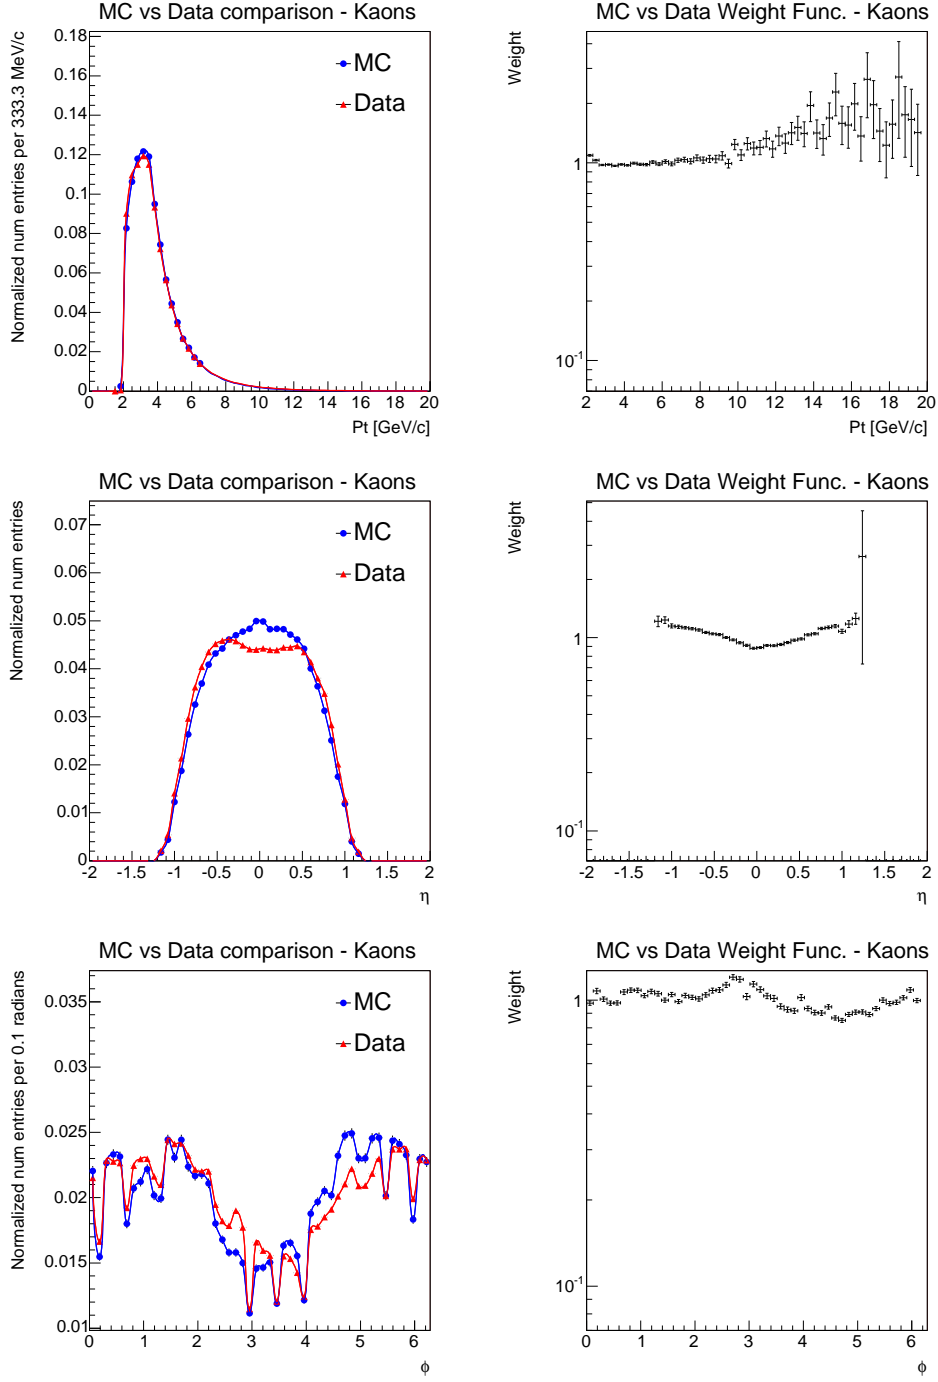 MC vs Data comparison - Kaons
Normalized num entries per 333.3 MeV/c
0.18
0.16
0.14
0.12
0.1
0.08
0.06
0.04
0.02
0
MC
Data
0 2 4 6 8 10 12 14 16 18 20
Pt [GeV/c]
MC vs Data Weight Func. - Kaons
Weight
1
10-1
2 4 6 8 10 12 14 16 18 20
Pt [GeV/c]
MC vs Data comparison - Kaons
Normalized num entries
0.07
0.06
0.05
0.04
0.03
0.02
0.01
0
MC
Data
-2 -1.5 -1 -0.5 0 0.5 1 1.5 2
η
MC vs Data Weight Func. - Kaons
Weight
1
10-1
-2 -1.5 -1 -0.5 0 0.5 1 1.5 2
η
MC vs Data comparison - Kaons
Normalized num entries per 0.1 radians
0.035
0.03
0.025
0.02
0.015
0.01
MC
Data
0 1 2 3 4 5 6
ϕ
MC vs Data Weight Func. - Kaons
Weight
1
10-1
0 1 2 3 4 5 6
ϕ